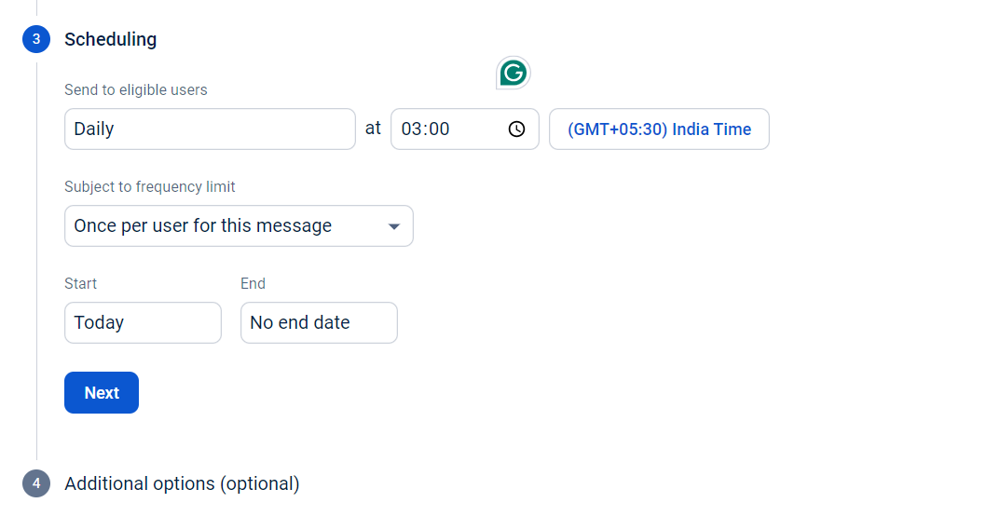 3 Scheduling
Send to eligible users
Daily at 03:00 (GMT+05:30) India Time
Subject to frequency limit
Once per user for this message
Start End
Today No end date
Next
4 Additional options (optional)